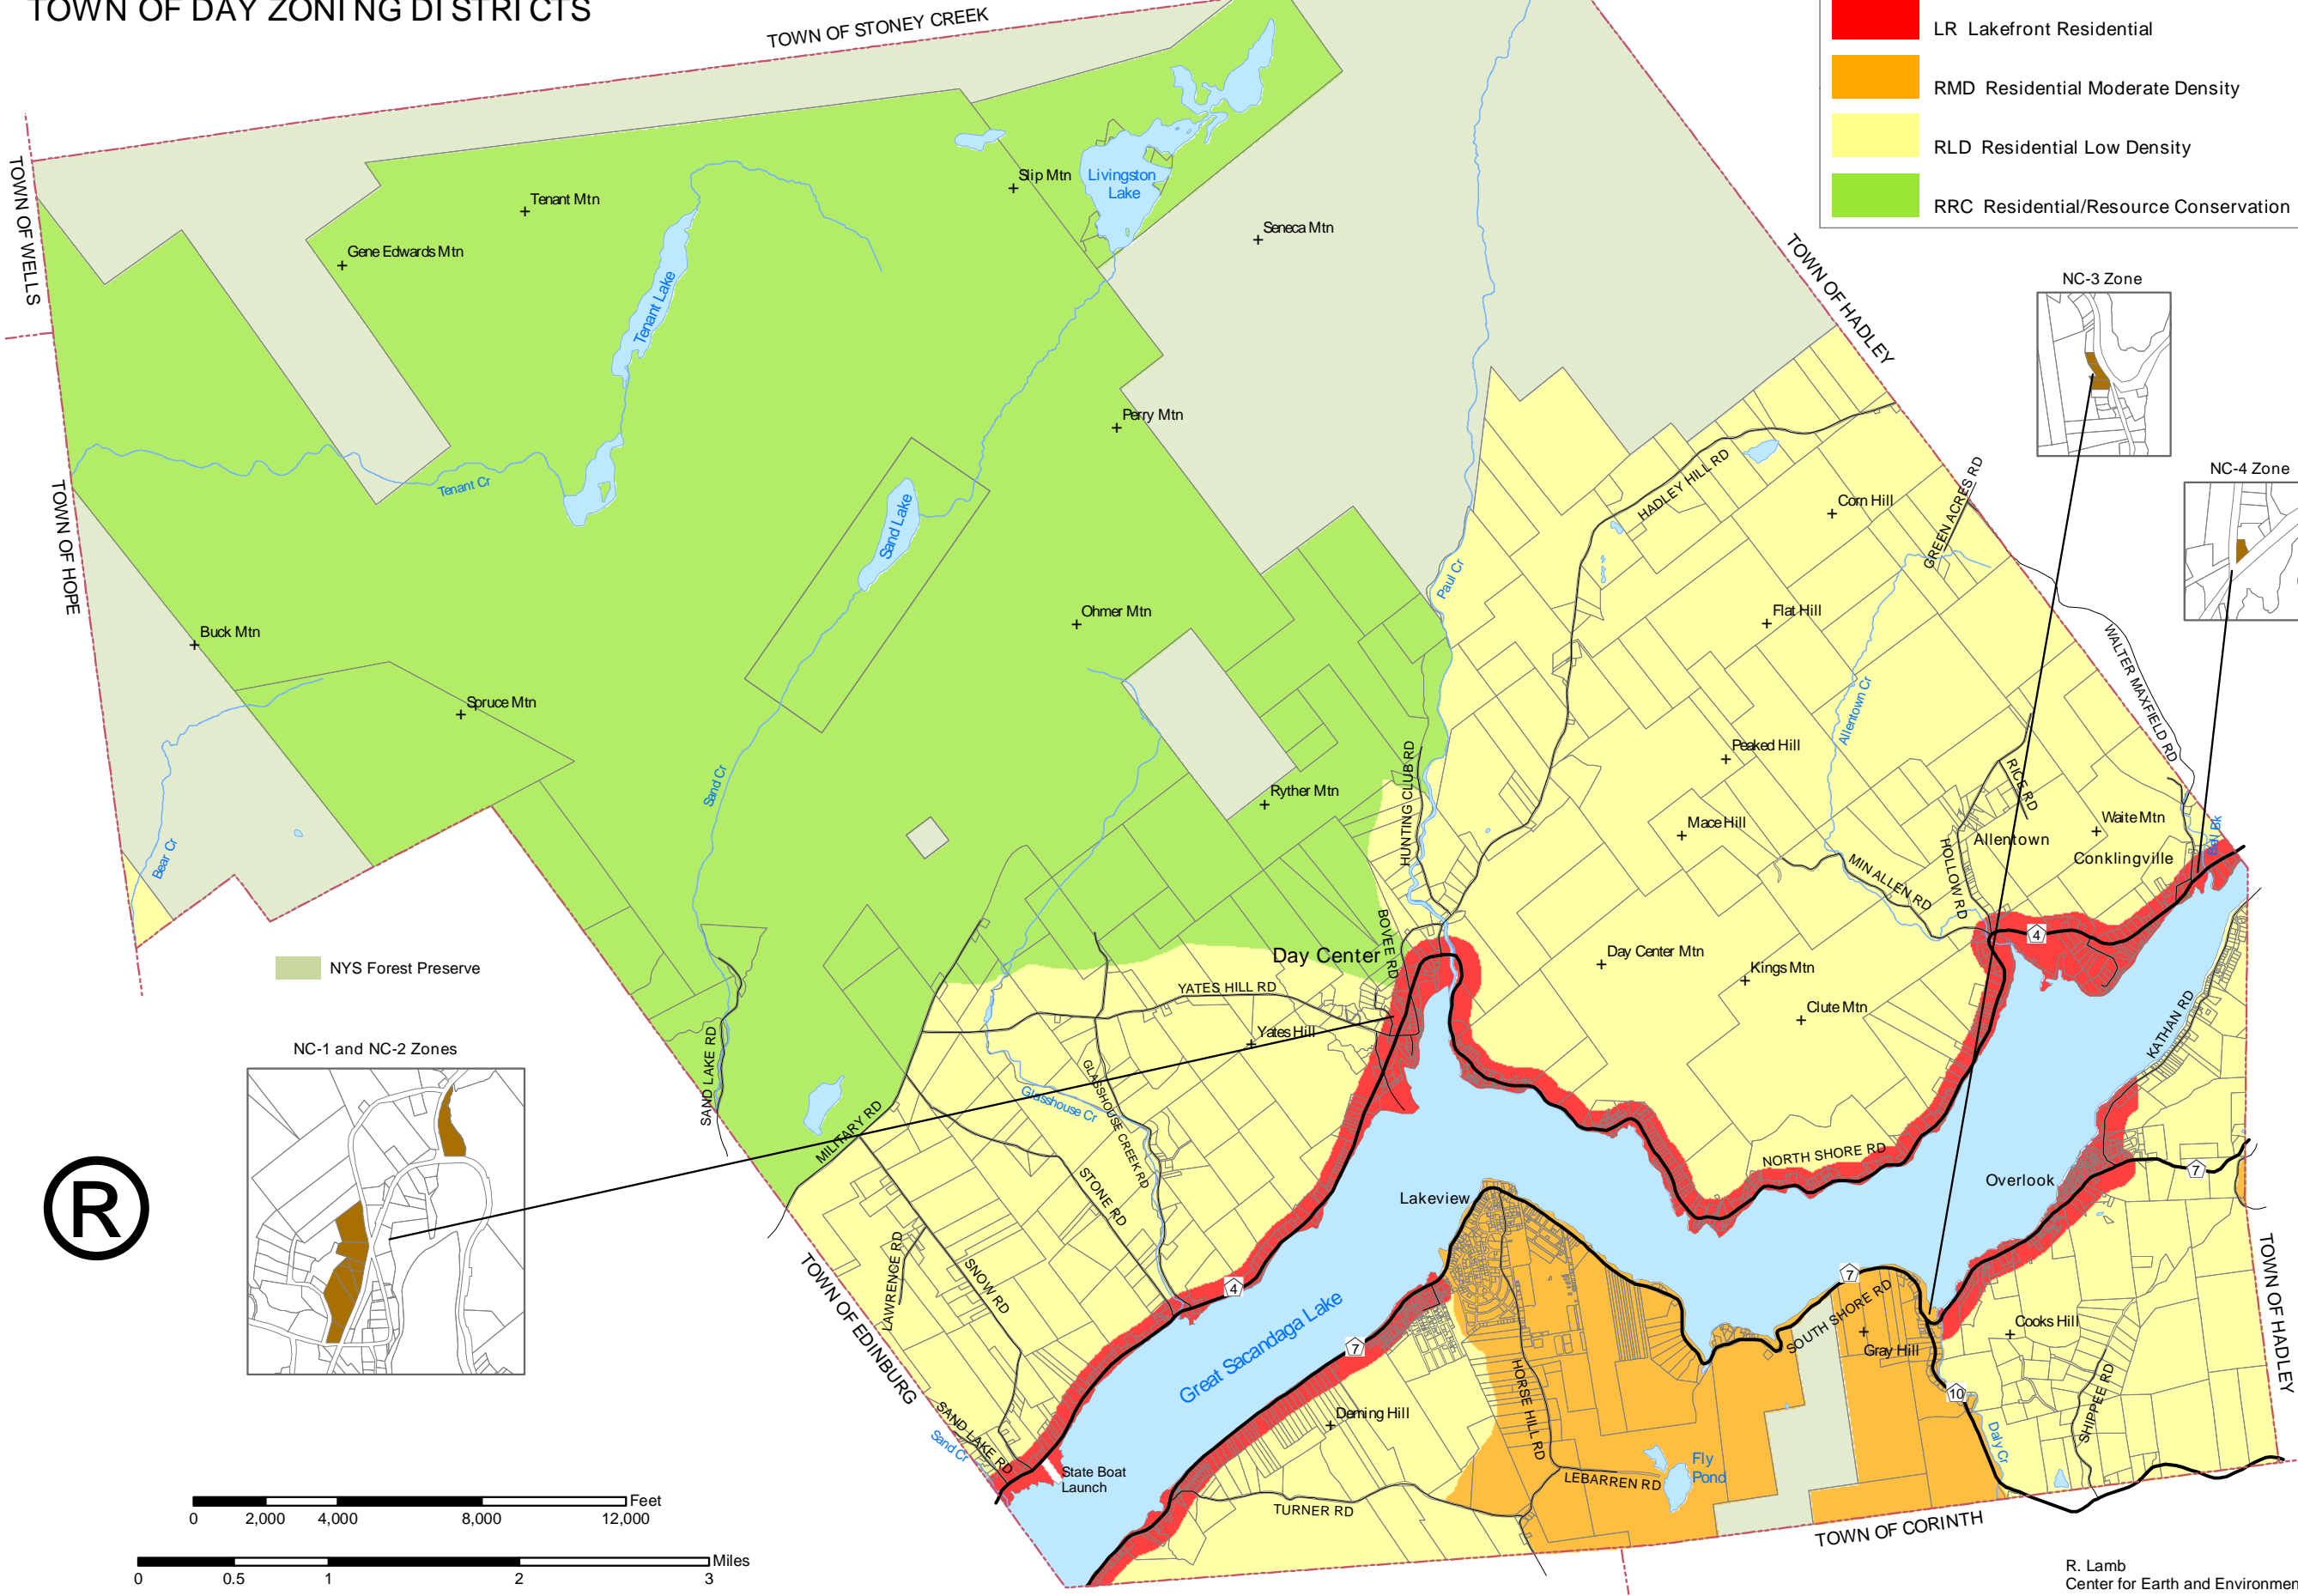 TOWN OF DAY ZONING DISTRICTS
TOWN OF STONEY CREEK
LR Lakefront Residential
RMD Residential Moderate Density
RLD Residential Low Density
RRC Residential/Resource Conservation
TOWN OF WELLS
TOWN OF HOPE
TOWN OF HADLEY
NC-3 Zone
NC-4 Zone
Slip Mtn
Livingston
Lake
Tenant Mtn
Gene Edwards Mtn
Seneca Mtn
Tenant Lake
Perry Mtn
Tenant Cr
Sand Lake
HADLEY HILL RD
Corn Hill
GREEN ACRES RD
Paul Cr
Ohmer Mtn
Flat Hill
Buck Mtn
WALTER MAXFIELD RD
Spruce Mtn
Allentown Cr
Peaked Hill
Sand Cr
HUNTING CLUB RD
Ryther Mtn
RICE RD
Mace Hill
Waite Mtn
Allentown
Conklingville
Bell Bk
Bear Cr
MIN ALLEN RD
HOLLOW RD
BOVEE RD
Day Center
4
Day Center Mtn
Kings Mtn
NYS Forest Preserve
YATES HILL RD
Clute Mtn
Yates Hill
KATHAN RD
NC-1 and NC-2 Zones
SAND LAKE RD
Glasshouse Cr
GLASSHOUSE CREEK RD
MILITARY RD
NORTH SHORE RD
7
Overlook
STONE RD
Lakeview
R
LAWRENCE RD
SNOW RD
4
7
SOUTH SHORE RD
TOWN OF HADLEY
TOWN OF EDINBURG
Great Sacandaga Lake
7
Cooks Hill
Gray Hill
HORSE HILL RD
10
SHIPPEE RD
Deming Hill
SAND LAKE RD
Sand Cr
Daly Cr
State Boat
Launch
Fly
Pond
LEBARREN RD
TURNER RD
TOWN OF CORINTH
Feet
0 2,000 4,000 8,000 12,000
Miles
0 0.5 1 2 3
R. Lamb
Center for Earth and Environmen